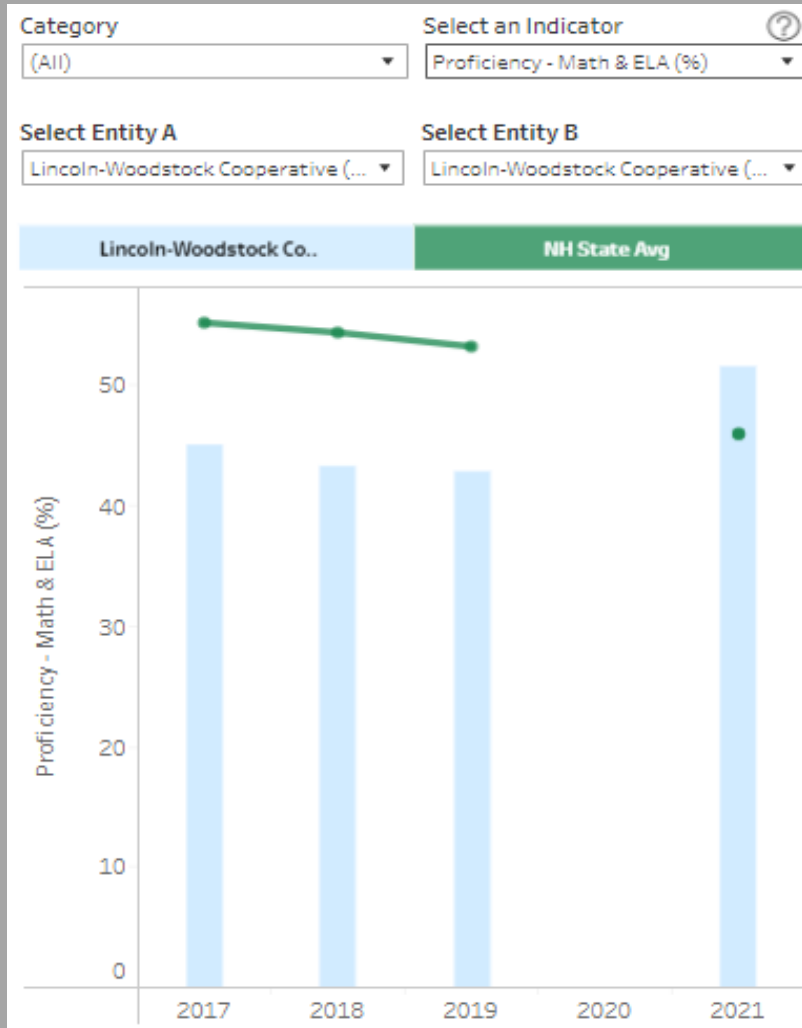 Category
Select an Indicator
?
(All)
Proficiency - Math & ELA (%)
Select Entity A
Select Entity B
Lincoln-Woodstock Cooperative (...
Lincoln-Woodstock Cooperative (...
Lincoln-Woodstock Co..
NH State Avg
Proficiency - Math & ELA (%)
50
40
30
20
10
0
2017 2018 2019 2020 2021